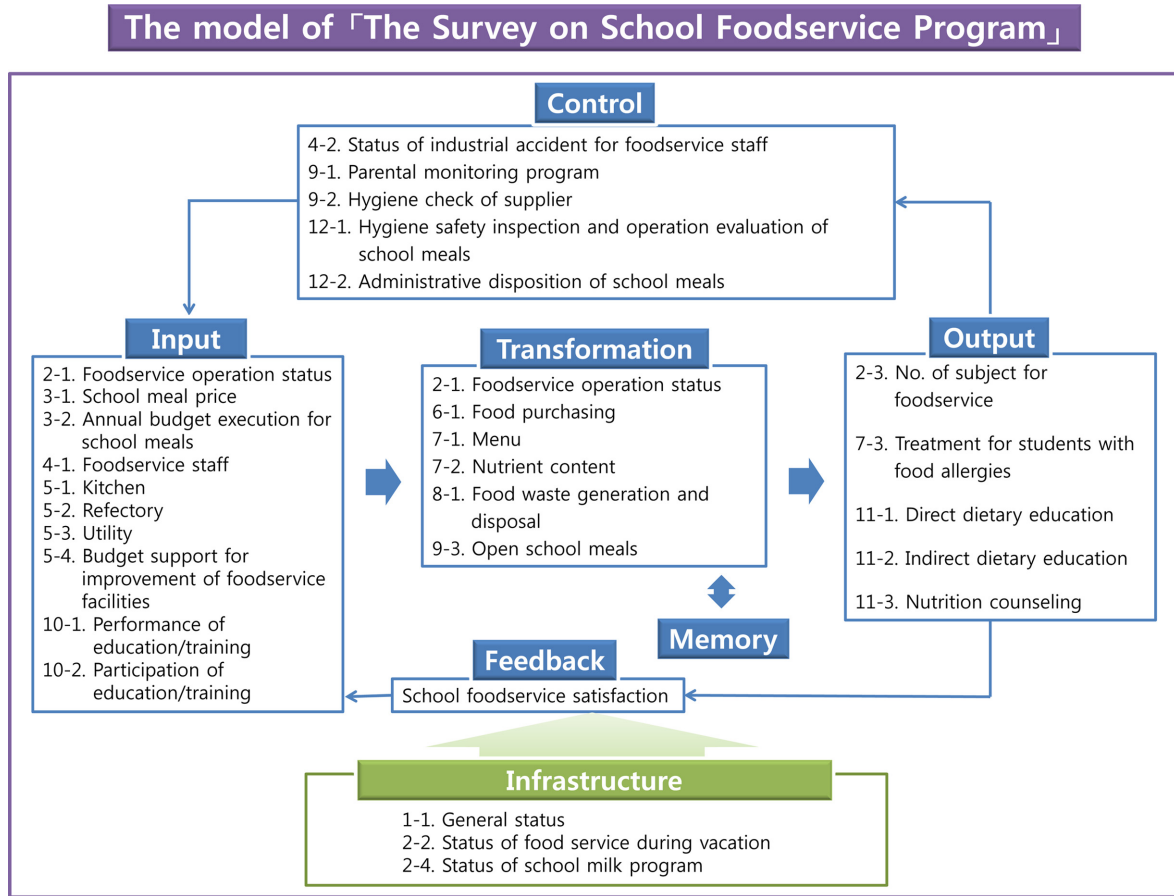 The model of「The Survey on School Foodservice Program」
Control
4-2. Status of industrial accident for foodservice staff
9-1. Parental monitoring program
9-2. Hygiene check of supplier
12-1. Hygiene safety inspection and operation evaluation of
school meals
12-2. Administrative disposition of school meals
Input
2-1. Foodservice operation status
3-1. School meal price
3-2. Annual budget execution for
school meals
4-1. Foodservice staff
5-1. Kitchen
5-2. Refectory
5-3. Utility
5-4. Budget support for
improvement of foodservice
facilities
10-1. Performance of
education/training
10-2. Participation of
education/training
Transformation
2-1. Foodservice operation status
6-1. Food purchasing
7-1. Menu
7-2. Nutrient content
8-1. Food waste generation and
disposal
9-3. Open school meals
Output
2-3. No. of subject for
foodservice
7-3. Treatment for students with
food allergies
11-1. Direct dietary education
11-2. Indirect dietary education
11-3. Nutrition counseling
Memory
Feedback
School foodservice satisfaction
Infrastructure
1-1. General status
2-2. Status of food service during vacation
2-4. Status of school milk program